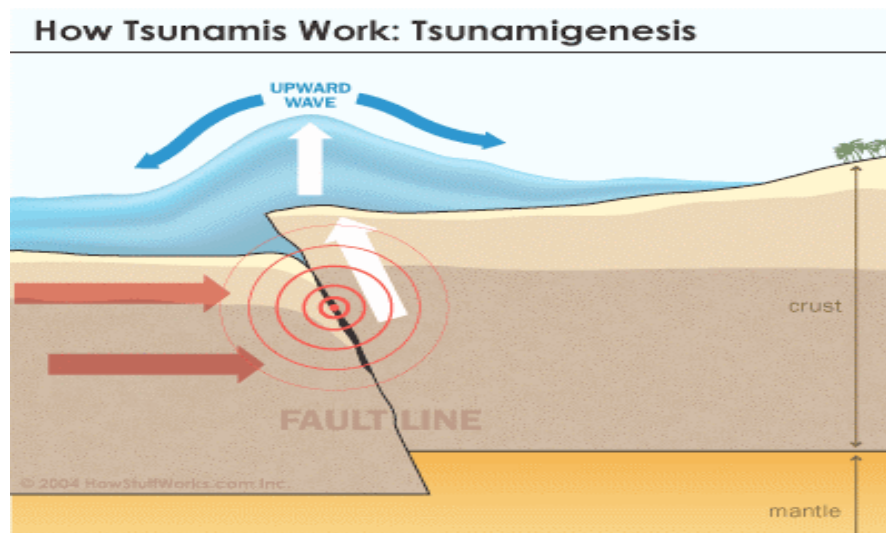 How Tsunamis Work: Tsunamigenesis
UPWARD
WAVE
crust
FAULT LINE
© 2004 HowStuffWorks.com Inc.
mantle